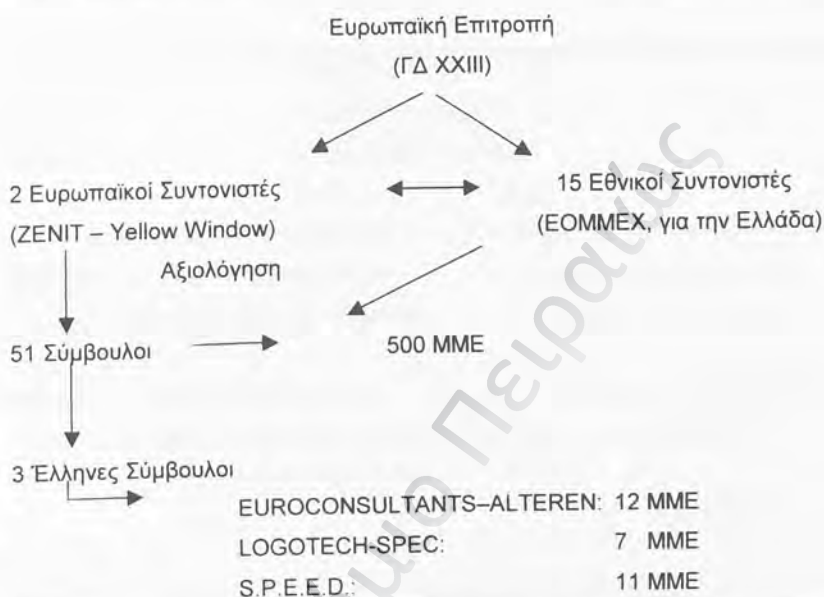 Ευρωπαϊκή Επιτροπή
(ΓΔ XXIII)
2 Ευρωπαϊκοί Συντονιστές
(ZENIT – Yellow Window)
Αξιολόγηση
15 Εθνικοί Συντονιστές
(ΕΟΜΜΕΧ, για την Ελλάδα)
51 Σύμβουλοι
500 ΜΜΕ
3 Έλληνες Σύμβουλοι
EUROCONSULTANTS–ALTEREN: 12 ΜΜΕ
LOGOTECH-SPEC: 7 ΜΜΕ
S.P.E.E.D.: 11 ΜΜΕ
Πειραιώς